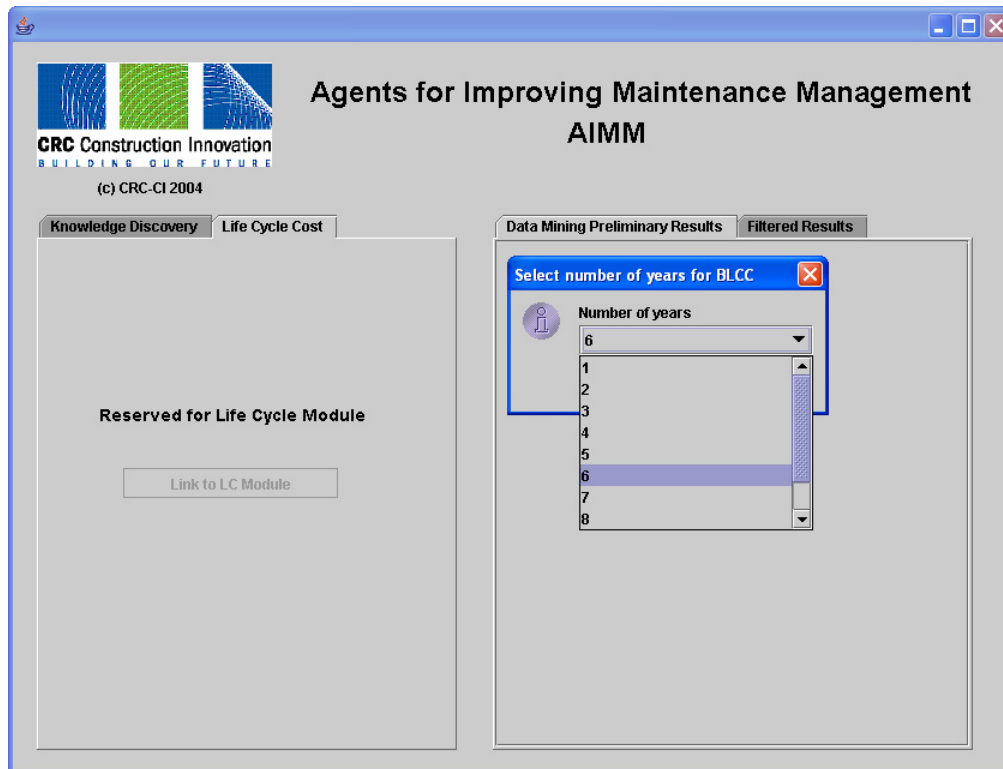 Agents for Improving Maintenance Management
AIMM
CRC Construction Innovation
BUILDING OUR FUTURE
(c) CRC-CI 2004
Knowledge Discovery
Life Cycle Cost
Reserved for Life Cycle Module
Link to LC Module
Data Mining Preliminary Results
Filtered Results
Select number of years for BLCC
Number of years
6
1
2
3
4
5
6
7
8